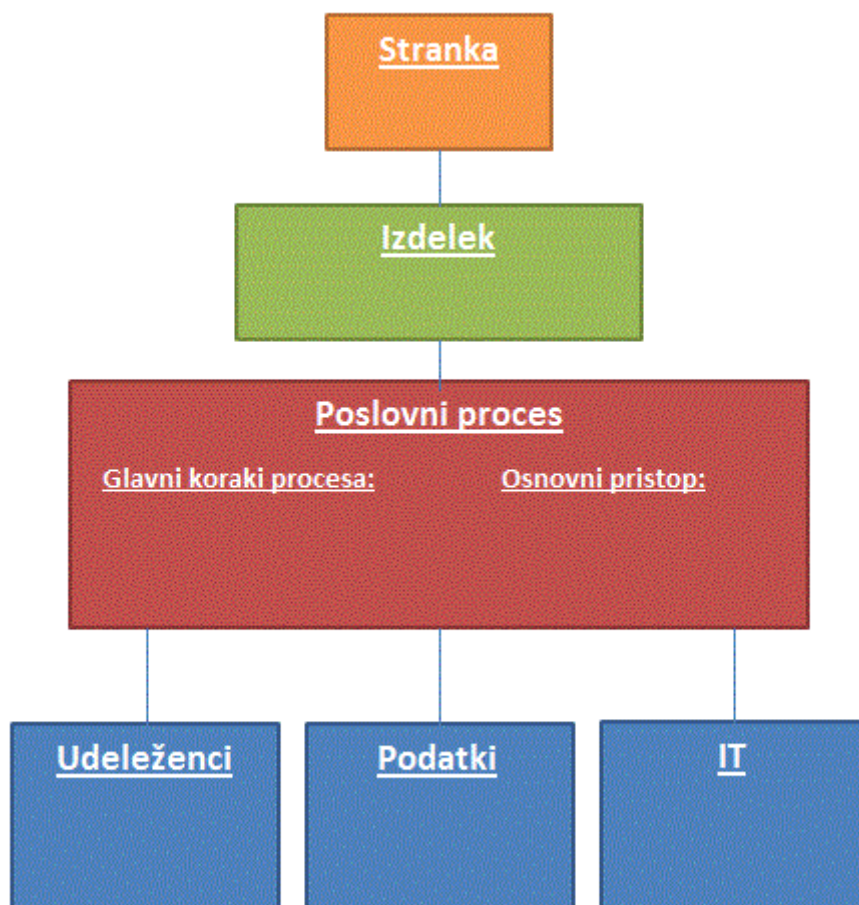 Stranka
Izdelek
Poslovni proces
Glavni koraki procesa:
Osnovni pristop:
Udeleženci
Podatki
IT